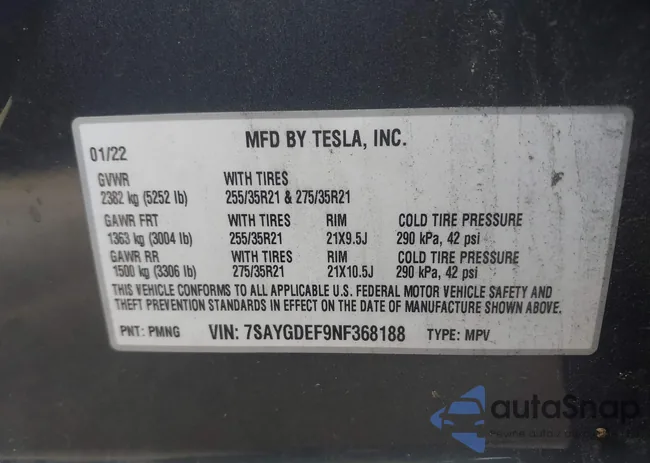 MFD BY TESLA, INC.
01/22
GVWR WITH TIRES
2382 kg (5252 lb) 255/35R21 & 275/35R21
GAWR FRT WITH TIRES RIM COLD TIRE PRESSURE
1363 kg (3004 lb) 255/35R21 21X9.5J 290 kPa, 42 psi
GAWR RR WITH TIRES RIM COLD TIRE PRESSURE
1500 kg (3306 lb) 275/35R21 21X10.5J 290 kPa, 42 psi
THIS VEHICLE CONFORMS TO ALL APPLICABLE U.S. FEDERAL MOTOR VEHICLE SAFETY AND
THEFT PREVENTION STANDARDS IN EFFECT ON THE DATE OF MANUFACTURE SHOWN ABOVE.
PNT: PMNG VIN: 7SAYGDEF9NF368188 TYPE: MPV
autoSnap